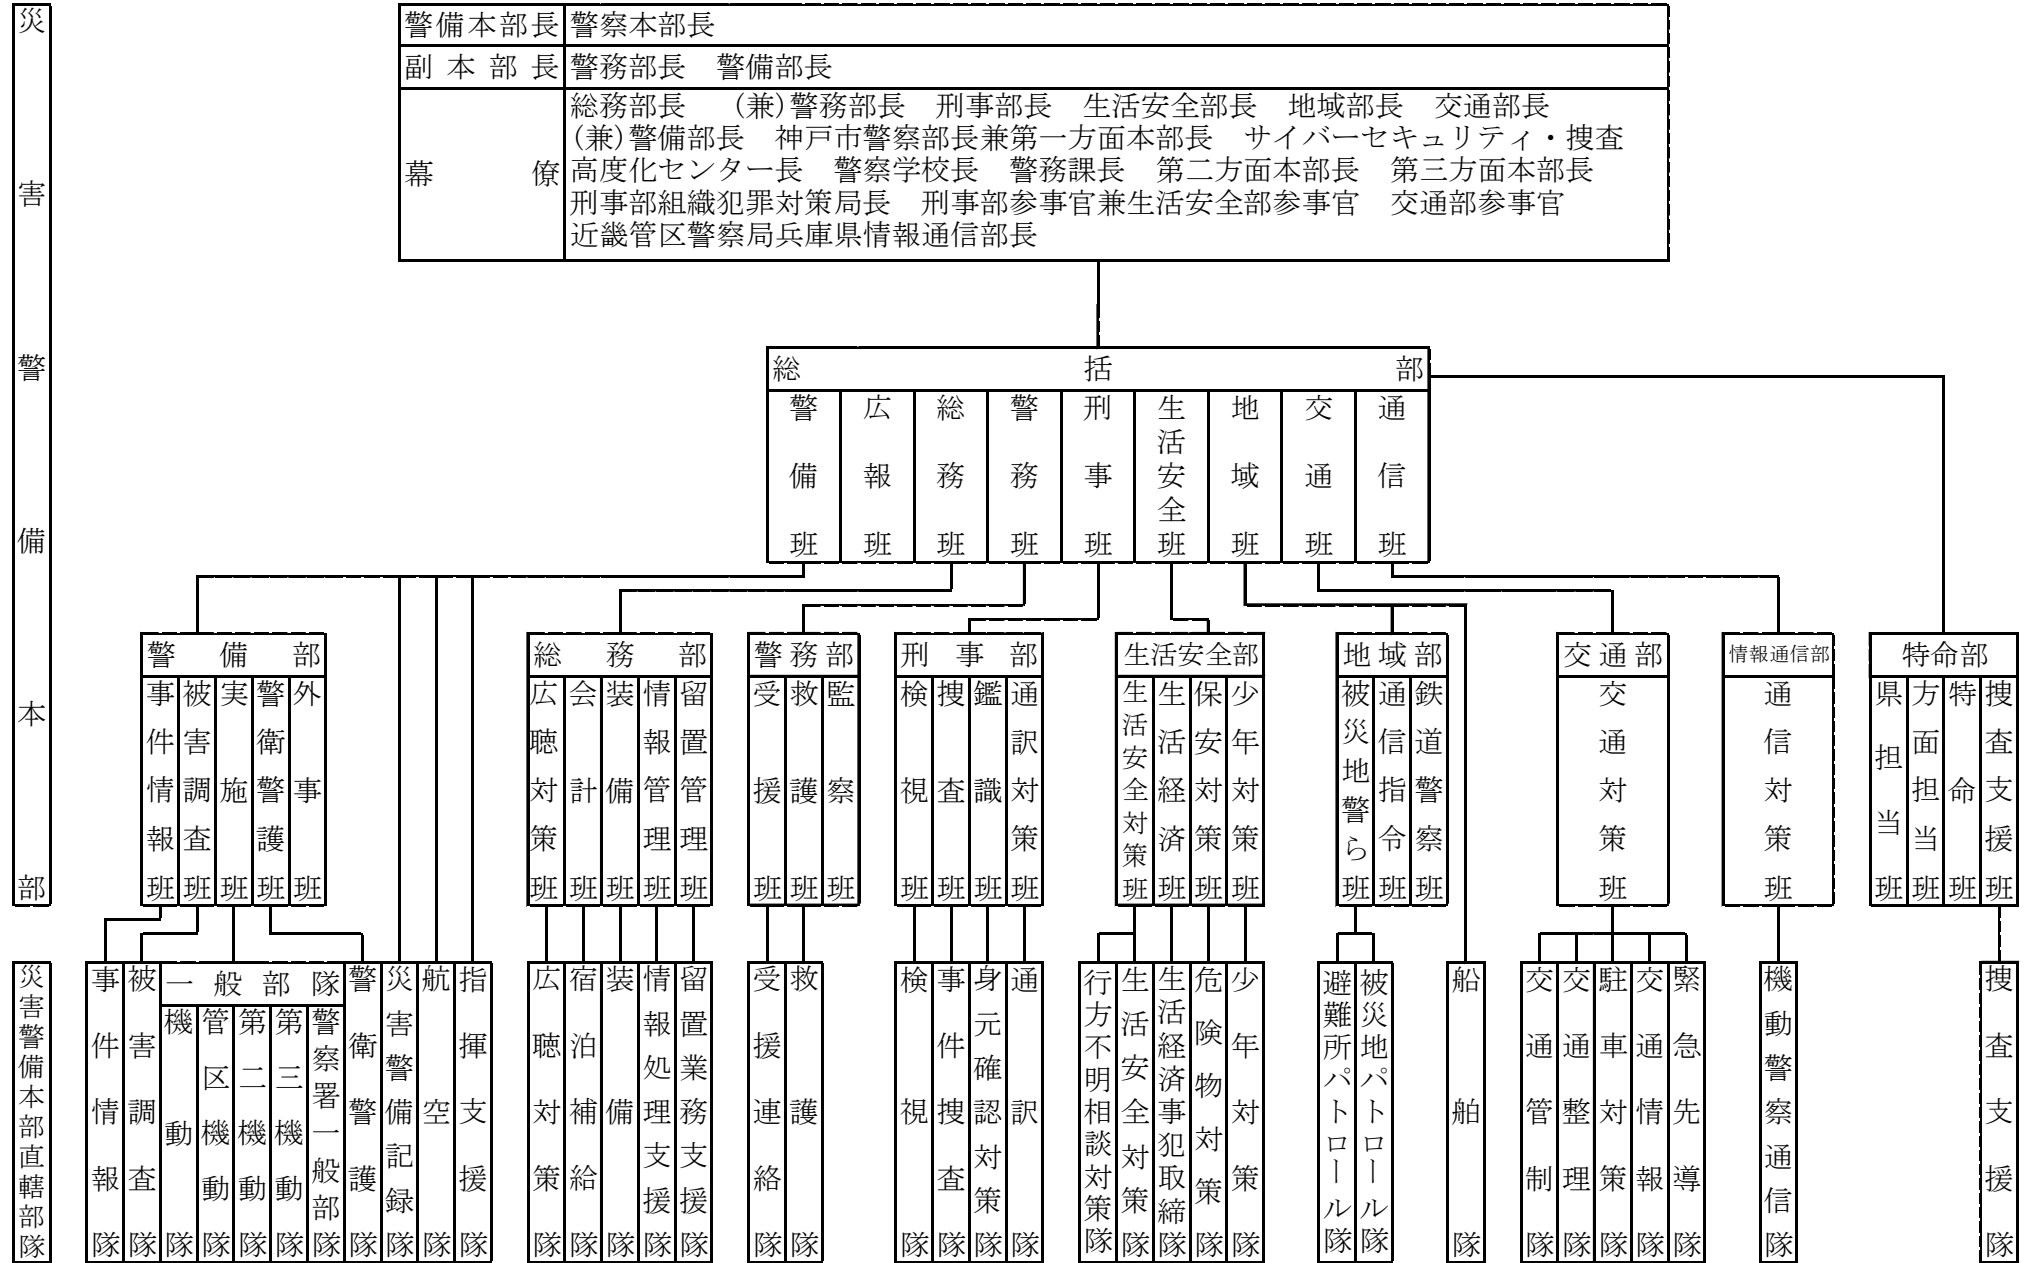 災害警備本部
警備本部長 警察本部長
副本部長 警務部長 警備部長
幕僚
総務部長 (兼)警務部長 刑事部長 生活安全部長 地域部長 交通部長
(兼)警備部長 神戸市警察部長兼第一方面本部長 サイバーセキュリティ・捜査
高度化センター長 警察学校長 警務課長 第二方面本部長 第三方面本部長
刑事部組織犯罪対策局長 刑事部参事官兼生活安全部参事官 交通部参事官
近畿管区警察局兵庫県情報通信部長
総括部
警備班
広報班
総務班
警務班
刑事班
生活安全班
地域班
交通班
通信班
警備部
事件情報班
被害調査班
実施班
警衛警護班
外事班
総務部
広聴対策班
会計班
装備班
情報管理班
留置管理班
警務部
受援班
救護班
監察班
刑事部
検視班
捜査班
鑑識班
通訳対策班
生活安全部
生活安全対策班
生活経済班
保安対策班
少年対策班
地域部
被災地警ら班
通信指令班
鉄道警察班
交通部
交通対策班
情報通信部
通信対策班
特命部
県担当班
方面担当班
特命班
捜査支援班
災害警備本部直轄部隊
事件情報隊
被害調査隊
一般部隊
機動隊
管区機動隊
第二機動隊
第三機動隊
警察署一般部隊
警衛警護隊
災害警備記録隊
航空隊
指揮支援隊
広聴対策隊
宿泊補給隊
装備隊
情報処理支援隊
留置業務支援隊
受援連絡隊
救護隊
検視隊
事件捜査隊
身元確認対策隊
通訳隊
行方不明相談対策隊
生活安全対策隊
生活経済事犯取締隊
危険物対策隊
少年対策隊
避難所パトロール隊
被災地パトロール隊
船舶隊
交通管制隊
交通整理隊
駐車対策隊
交通情報隊
緊急先導隊
機動警察通信隊
捜査支援隊